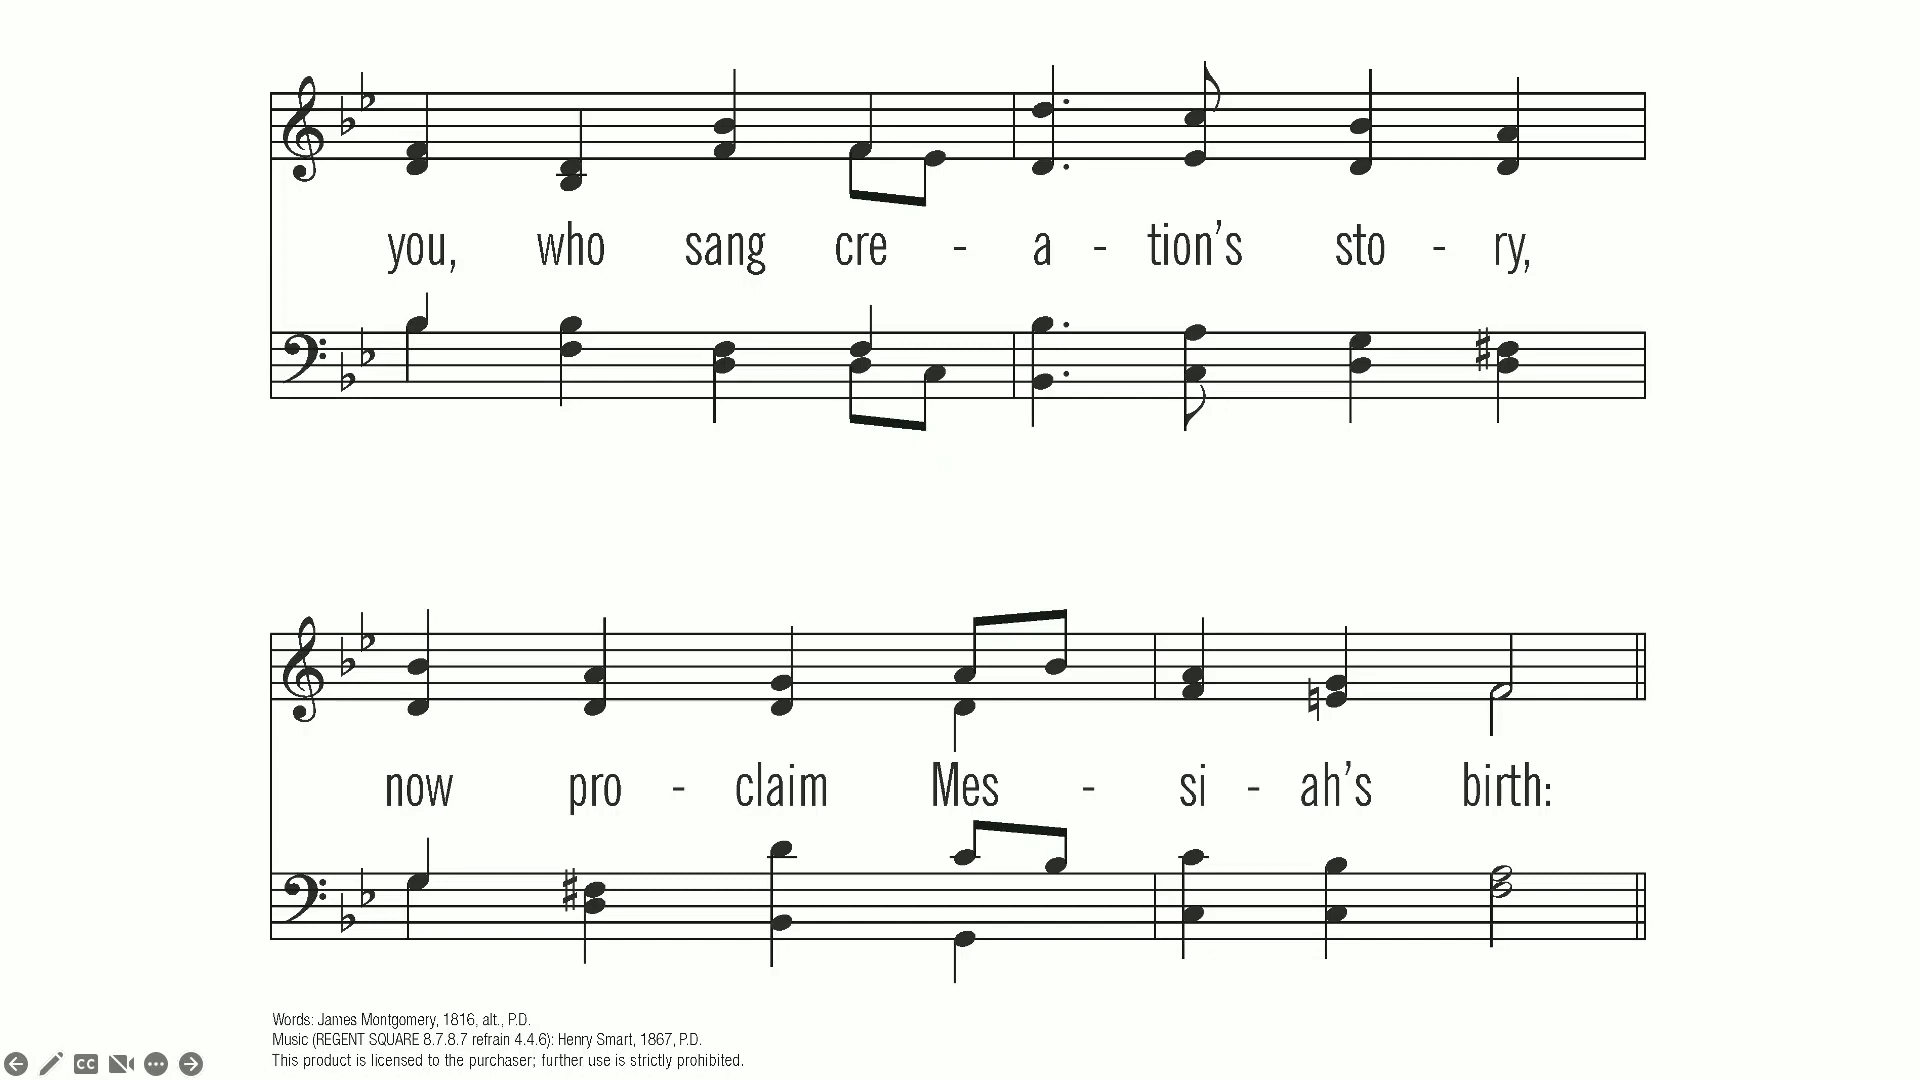 you, who sang cre - a - tion’s sto - ry,
now pro - claim Mes - si - ah’s birth:
Words: James Montgomery, 1816, alt., P.D.
Music (REGENT SQUARE 8.7.8.7 refrain 4.4.6): Henry Smart, 1867, P.D.
This product is licensed to the purchaser; further use is strictly prohibited.
CC